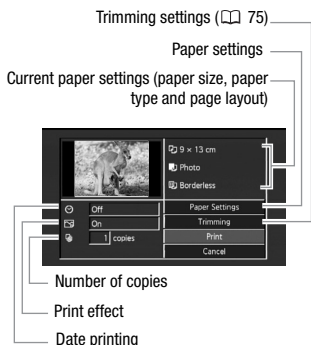 Trimming settings ( 75)
Paper settings
Current paper settings (paper size, paper
type and page layout)
9 × 13 cm
Photo
Borderless
Off
On
1 copies
Paper Settings
Trimming
Print
Cancel
Number of copies
Print effect
Date printing